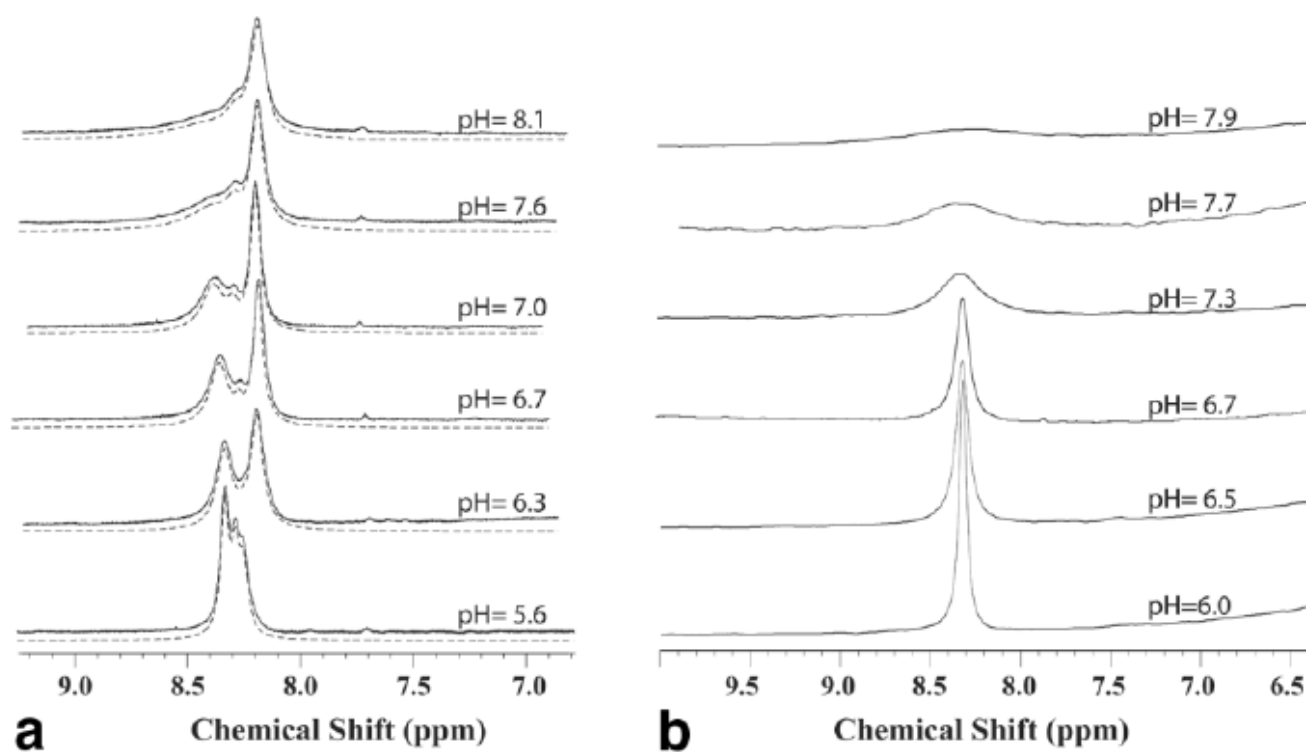 pH= 8.1
pH= 7.6
pH= 7.0
pH= 6.7
pH= 6.3
pH= 5.6
9.0 8.5 8.0 7.5 7.0
a Chemical Shift (ppm)
pH= 7.9
pH= 7.7
pH= 7.3
pH= 6.7
pH= 6.5
pH=6.0
9.5 9.0 8.5 8.0 7.5 7.0 6.5
b Chemical Shift (ppm)